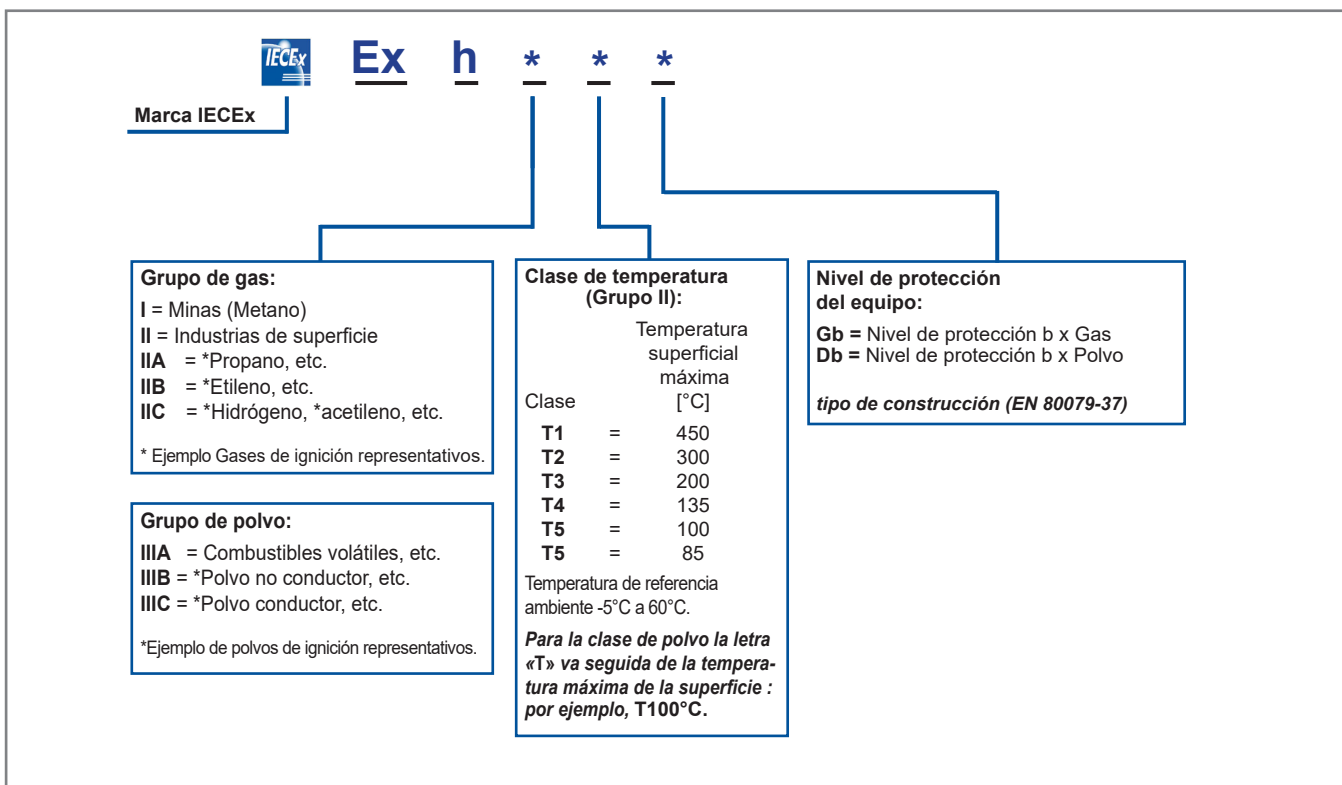 IECEx Ex h * * *
Marca IECEx
Grupo de gas:
I = Minas (Metano)
II = Industrias de superficie
IIA = *Propano, etc.
IIB = *Etileno, etc.
IIC = *Hidrógeno, *acetileno, etc.
* Ejemplo Gases de ignición representativos.
Grupo de polvo:
IIIA = Combustibles volátiles, etc.
IIIB = *Polvo no conductor, etc.
IIIC = *Polvo conductor, etc.
*Ejemplo de polvos de ignición representativos.
Clase de temperatura
(Grupo II):
Temperatura
superficial
máxima
Clase [°C]
T1 = 450
T2 = 300
T3 = 200
T4 = 135
T5 = 100
T5 = 85
Temperatura de referencia
ambiente -5°C a 60°C.
Para la clase de polvo la letra
«T» va seguida de la tempera-
tura máxima de la superficie :
por ejemplo, T100°C.
Nivel de protección
del equipo:
Gb = Nivel de protección b x Gas
Db = Nivel de protección b x Polvo
tipo de construcción (EN 80079-37)